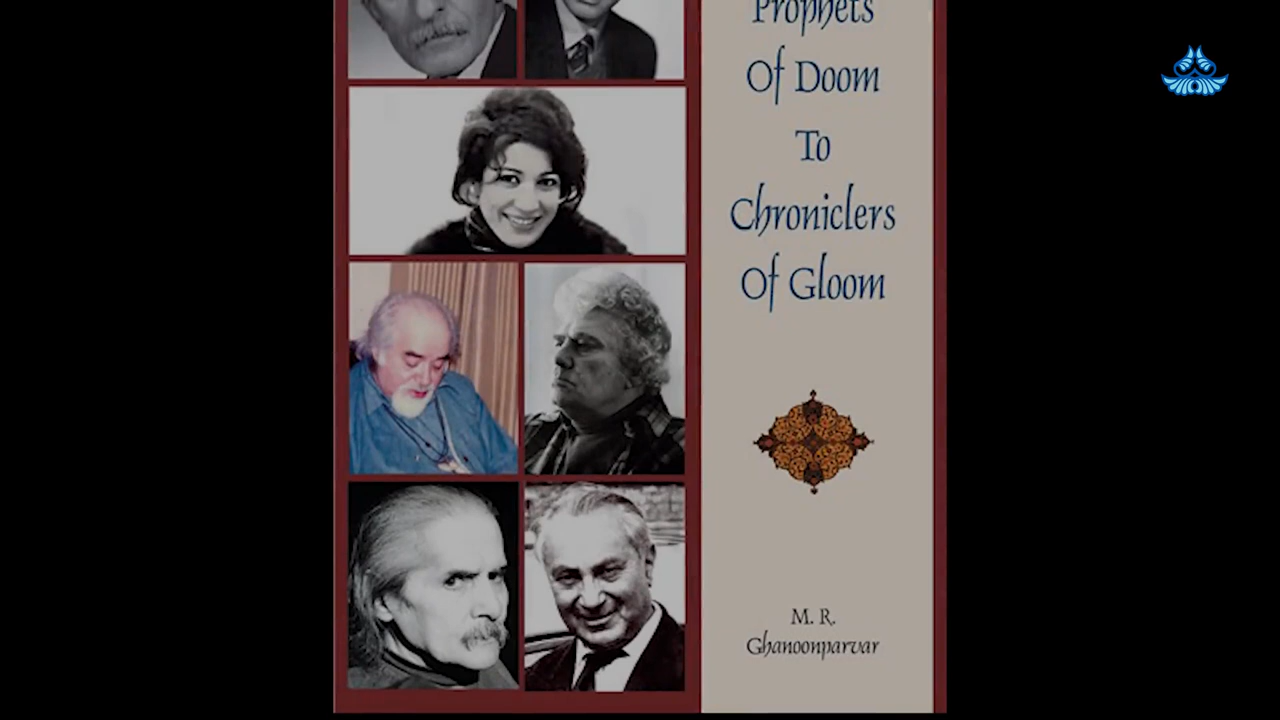 Prophets
Of Doom
To
Chroniclers
Of Gloom
M. R.
Ghanoonparvar